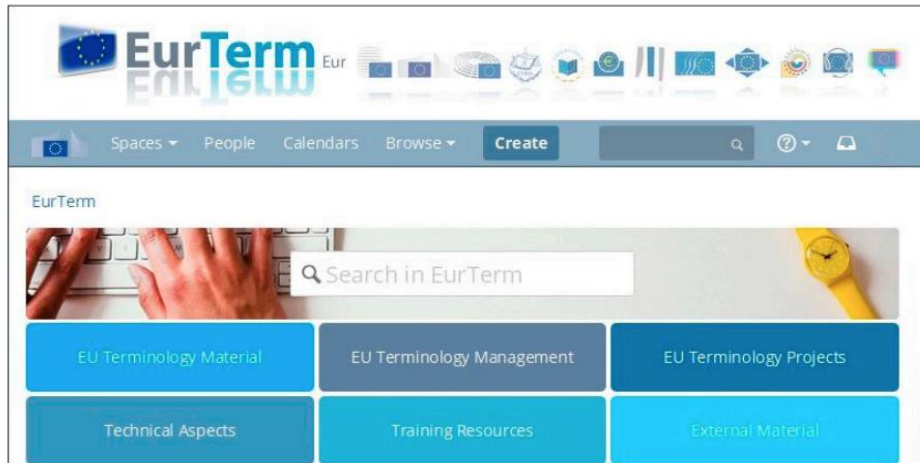 EurTerm Eur
Spaces People Calendars Browse Create
EurTerm
Search in EurTerm
EU Terminology Material EU Terminology Management EU Terminology Projects
Technical Aspects Training Resources External Material